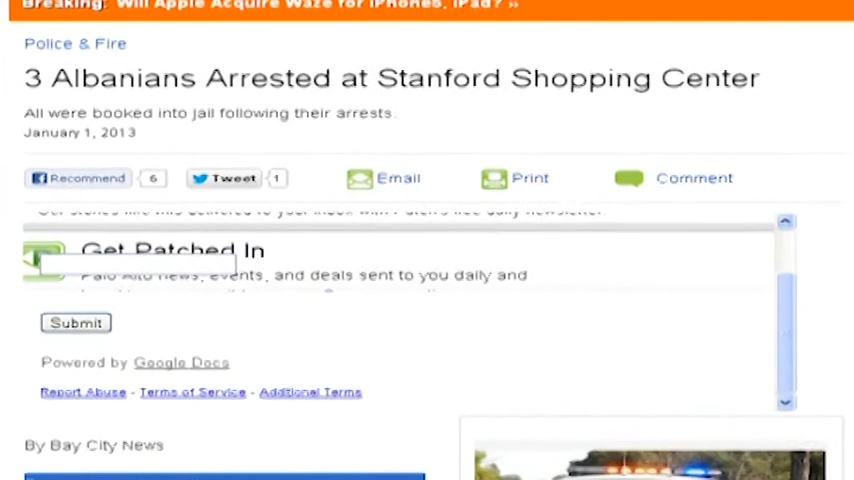 Breaking: Will Apple Acquire Waze for iPhone5, iPad? »
Police & Fire
3 Albanians Arrested at Stanford Shopping Center
All were booked into jail following their arrests.
January 1, 2013
Recommend 6 Tweet 1 Email Print Comment
Get Patched In
Palo Alto news, events, and deals sent to you daily and
Submit
Powered by Google Docs
Report Abuse - Terms of Service - Additional Terms
By Bay City News